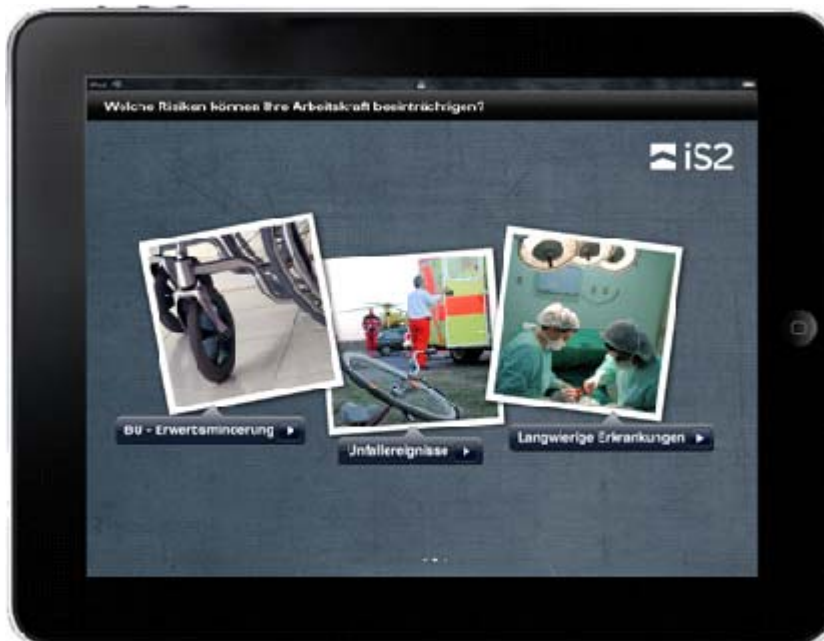 Welche Risiken können Ihre Arbeitskraft beeinträchtigen?
iS2
BU - Erwerbsminderung
Unfallereignisse
Langwierige Erkrankungen